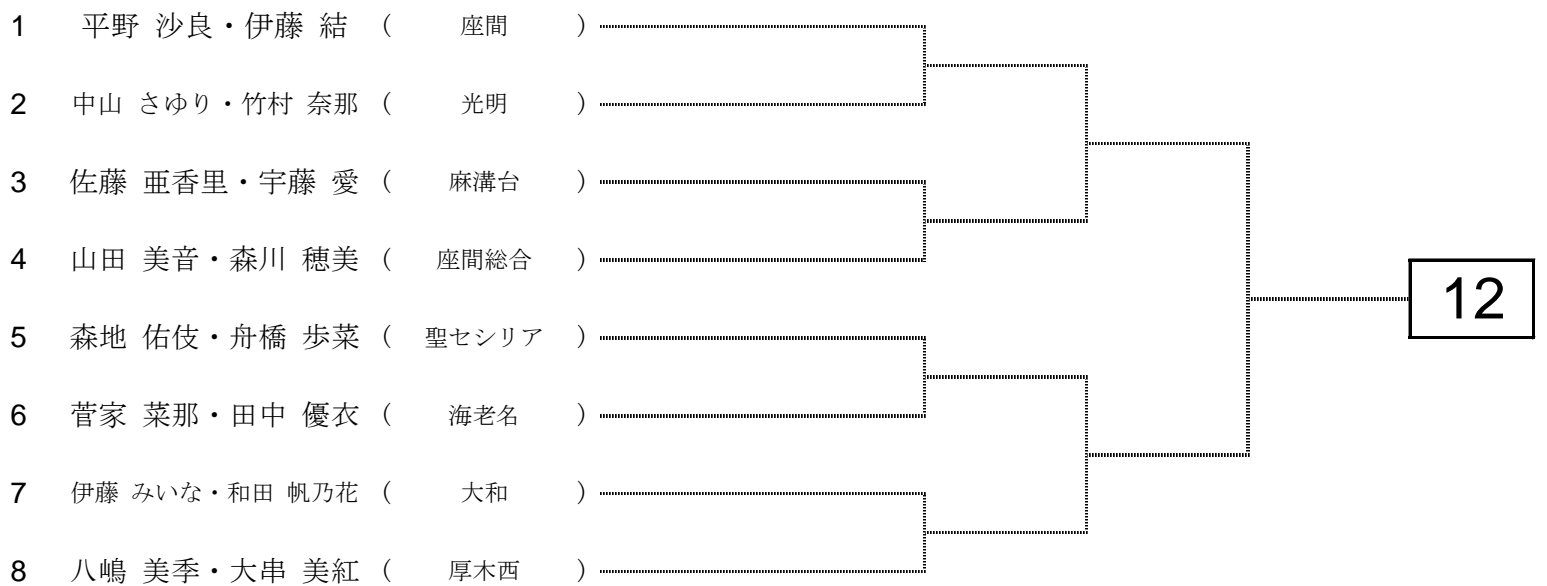 1 平野 沙良・伊藤 結 ( 座間 )
2 中山 さゆり・竹村 奈那 ( 光明 )
3 佐藤 亜香里・宇藤 愛 ( 麻溝台 )
4 山田 美音・森川 穂美 ( 座間総合 )
12
5 森地 佑伎・舟橋 歩菜 ( 聖セシリア )
6 菅家 菜那・田中 優衣 ( 海老名 )
7 伊藤 みいな・和田 帆乃花 ( 大和 )
8 八嶋 美季・大串 美紅 ( 厚木西 )